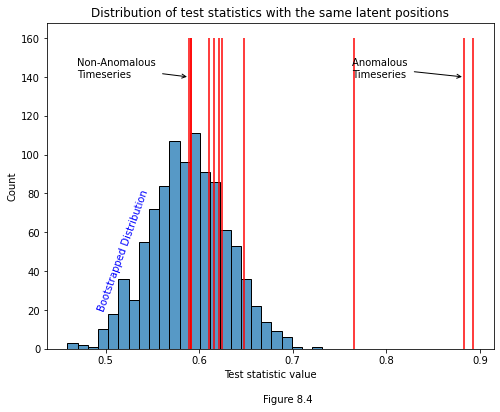 Distribution of test statistics with the same latent positions
160
140
120
100
80
60
40
20
0
Count
Non-Anomalous
Timeseries
Anomalous
Timeseries
Bootstrapped Distribution
0.5 0.6 0.7 0.8 0.9
Test statistic value
Figure 8.4